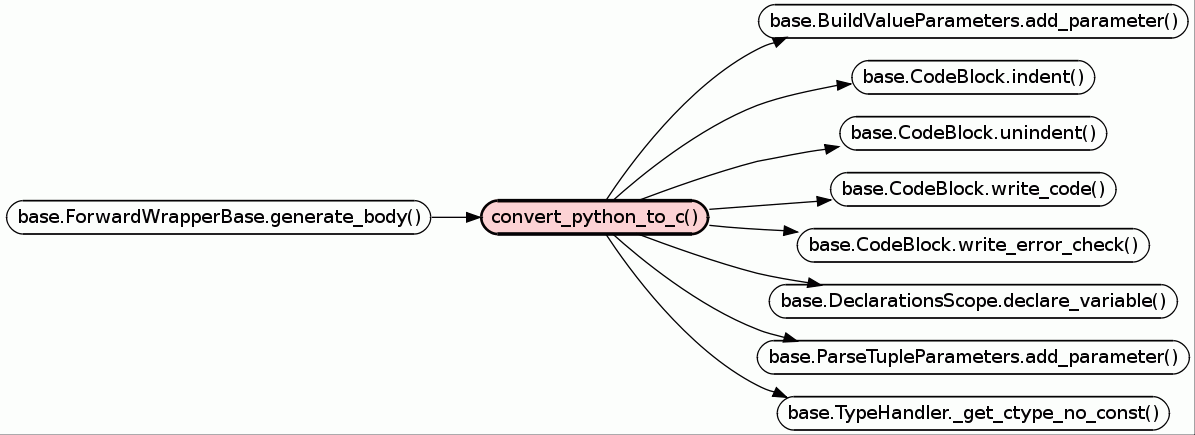 base.BuildValueParameters.add_parameter()
base.CodeBlock.indent()
base.CodeBlock.unindent()
base.CodeBlock.write_code()
base.ForwardWrapperBase.generate_body()
convert_python_to_c()
base.CodeBlock.write_error_check()
base.DeclarationsScope.declare_variable()
base.ParseTupleParameters.add_parameter()
base.TypeHandler._get_ctype_no_const()